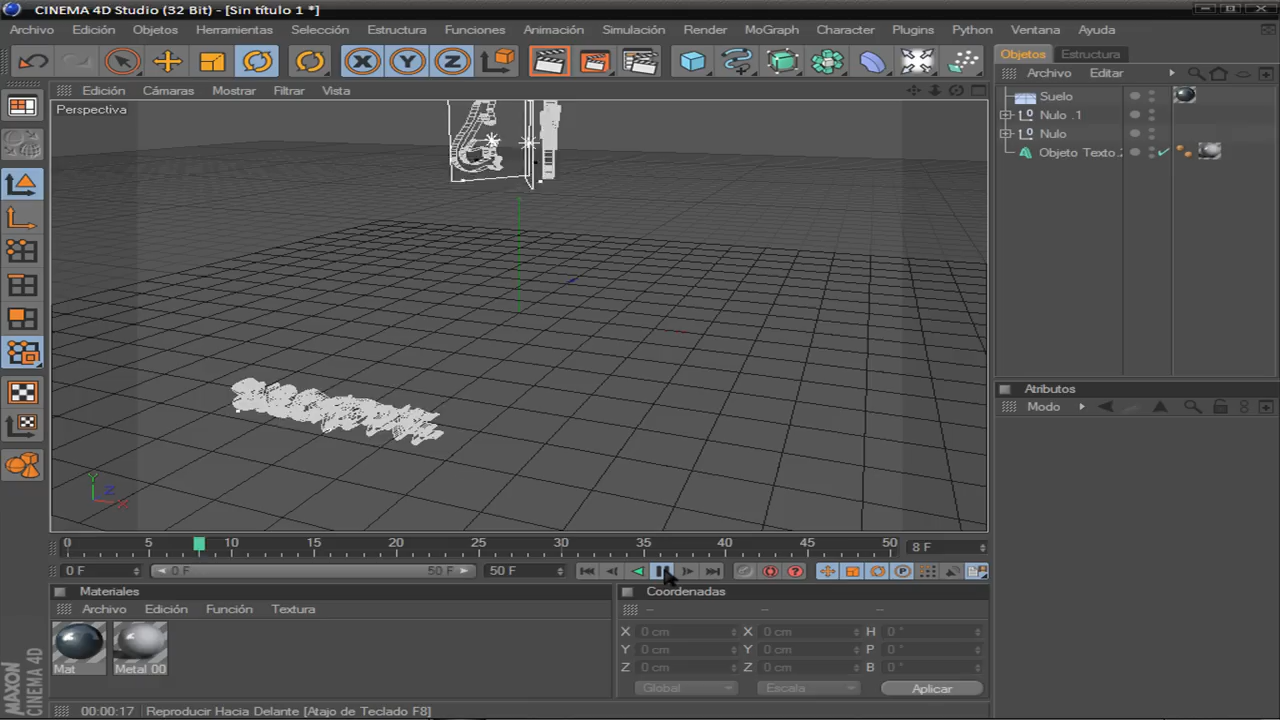 CINEMA 4D Studio (32 Bit) - [Sin título 1 *]
Archivo Edición Objetos Herramientas Selección Estructura Funciones Animación Simulación Render MoGraph Character Plugins Python Ventana Ayuda
Objetos Estructura
Archivo Editar
Edición Cámaras Mostrar Filtrar Vista
Perspectiva
Suelo
Nulo .1
Nulo
Objeto Texto.2
Atributos
Modo
X Y Z
Y Z X
0 5 10 15 20 25 30 35 40 45 50 8 F
0 F 0 F 50 F 50 F
Materiales
Archivo Edición Función Textura
Mat Metal 00
Coordenadas
-- -- --
X 0 cm X 0 cm H 0 °
Y 0 cm Y 0 cm P 0 °
Z 0 cm Z 0 cm B 0 °
Global Escala Aplicar
MAXON CINEMA 4D
00:00:17 Reproducir Hacia Delante [Atajo de Teclado F8]